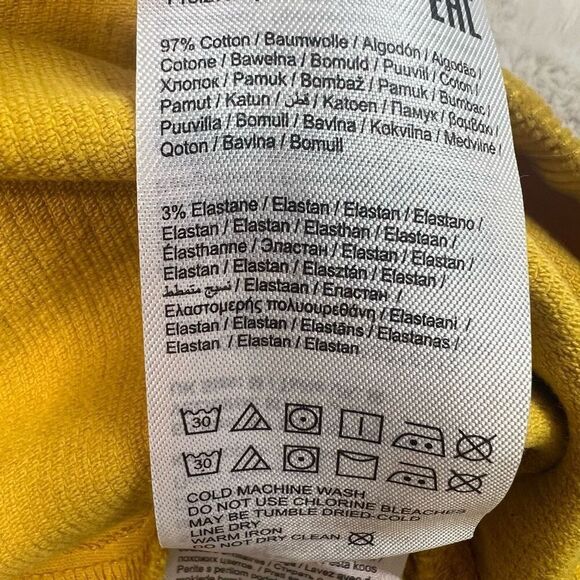 EAC
97% Cotton / Baumwolle / Algodón / Algodão /
Cotone / Bawełna / Bomuld / Puuvill / Coton /
Хлопок / Pamuk / Bombaž / Pamuk / Bumbac /
Pamut / Katun / قطن / Katoen / Памук / βαμβάκι /
Puuvilla / Bomull / Bavlna / Kokvilna / Medvilnė /
Qoton / Bavlna / Bomull
3% Elastane / Elastan / Elastan / Elastano /
Elastan / Elastan / Elasthan / Elastaan /
Élasthanne / Эластан / Elastan / Elastan /
Elastan / Elastan / Elasztán / Elastan /
نسيج متمطط / Elastaan / Еластан /
Ελαστομερής πολυουρεθάνη / Elastaani /
Elastan / Elastan / Elastāns / Elastanas /
Elastan / Elastan / Elastan
30
30
COLD MACHINE WASH
DO NOT USE CHLORINE BLEACHES
MAY BE TUMBLE DRIED-COLD
LINE DRY
WARM IRON
DO NOT DRY CLEAN